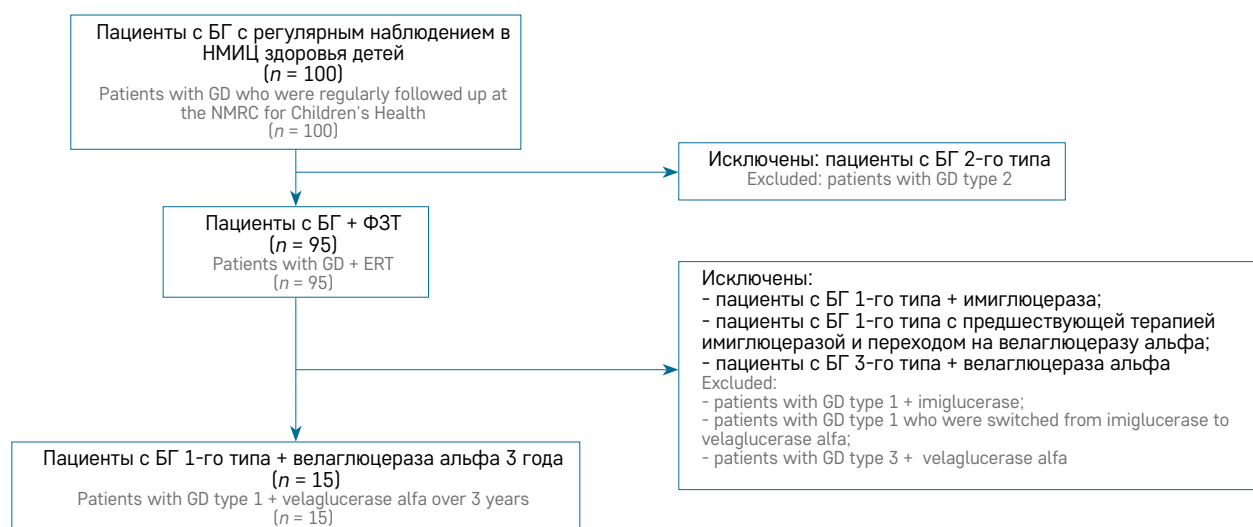 Пациенты с БГ с регулярным наблюдением в
НМИЦ здоровья детей
(n = 100)
Patients with GD who were regularly followed up at
the NMRC for Children's Health
(n = 100)
Исключены: пациенты с БГ 2-го типа
Excluded: patients with GD type 2
Пациенты с БГ + ФЗТ
(n = 95)
Patients with GD + ERT
(n = 95)
Исключены:
- пациенты с БГ 1-го типа + имиглюцераза;
- пациенты с БГ 1-го типа с предшествующей терапией
имиглюцеразой и переходом на велаглюцеразу альфа;
- пациенты с БГ 3-го типа + велаглюцераза альфа
Excluded:
- patients with GD type 1 + imiglucerase;
- patients with GD type 1 who were switched from imiglucerase to
velaglucerase alfa;
- patients with GD type 3 + velaglucerase alfa
Пациенты с БГ 1-го типа + велаглюцераза альфа 3 года
(n = 15)
Patients with GD type 1 + velaglucerase alfa over 3 years
(n = 15)